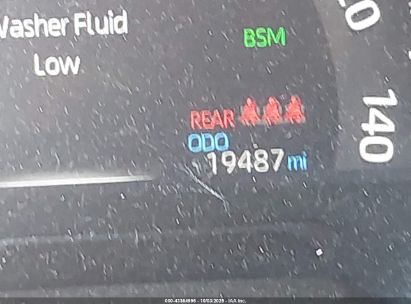 Washer Fluid
Low
BSM
REAR
ODO
19487 mi
140